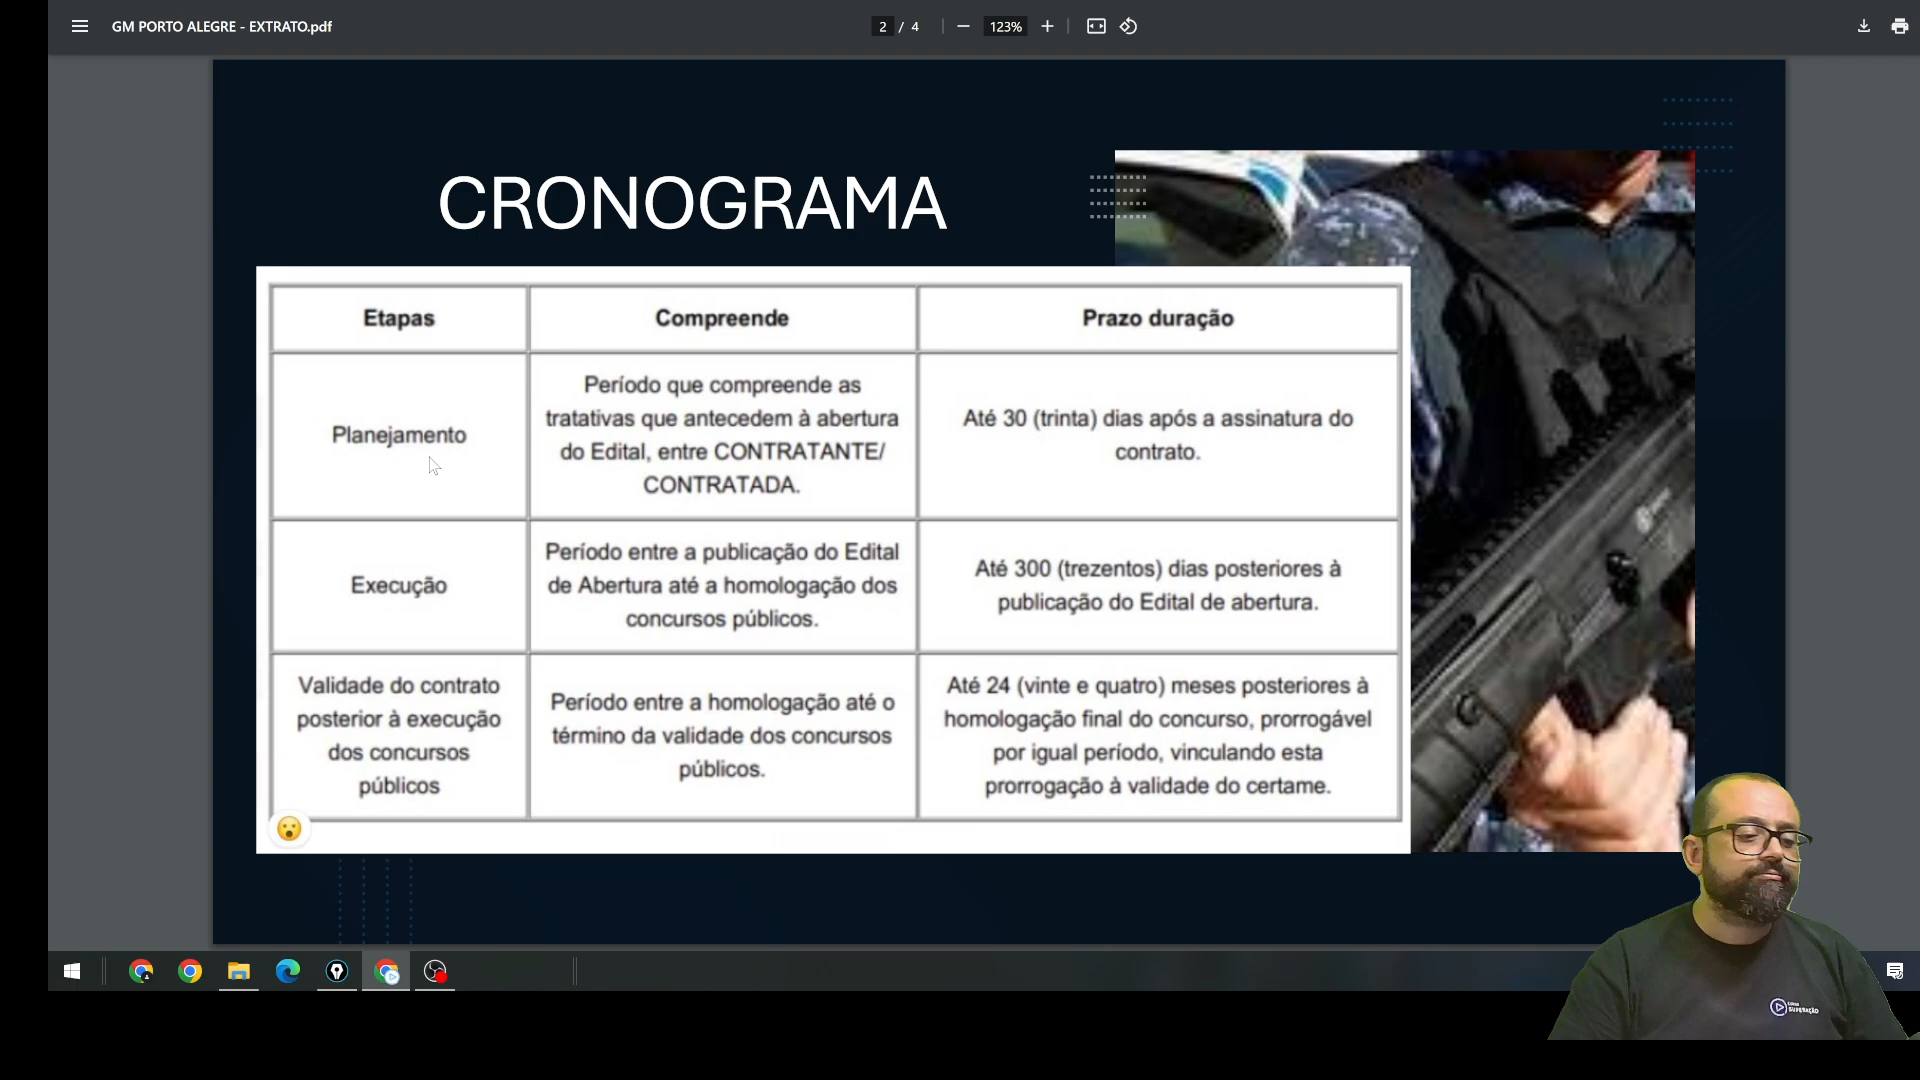 GM PORTO ALEGRE - EXTRATO.pdf
2 / 4
123%
CRONOGRAMA
Etapas
Compreende
Prazo duração
Planejamento
Período que compreende as
tratativas que antecedem à abertura
do Edital, entre CONTRATANTE/
CONTRATADA.
Até 30 (trinta) dias após a assinatura do
contrato.
Execução
Período entre a publicação do Edital
de Abertura até a homologação dos
concursos públicos.
Até 300 (trezentos) dias posteriores à
publicação do Edital de abertura.
Validade do contrato
posterior à execução
dos concursos
públicos
Período entre a homologação até o
término da validade dos concursos
públicos.
Até 24 (vinte e quatro) meses posteriores à
homologação final do concurso, prorrogável
por igual período, vinculando esta
prorrogação à validade do certame.
SUPERAÇÃO